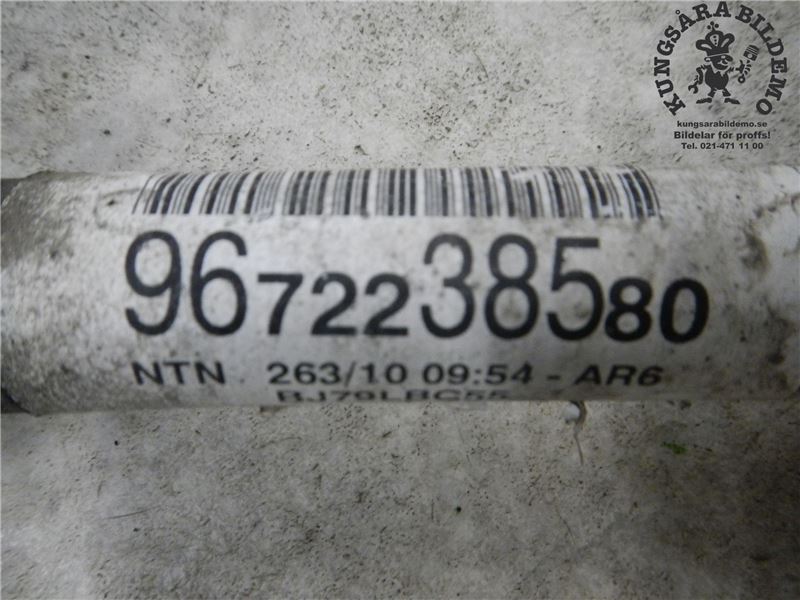 KUNGSÅRA BILDEMO
kungsarabildemo.se
Bildelar för proffs!
Tel. 021-471 11 00
9672238580
NTN 263/10 09:54 - AR6